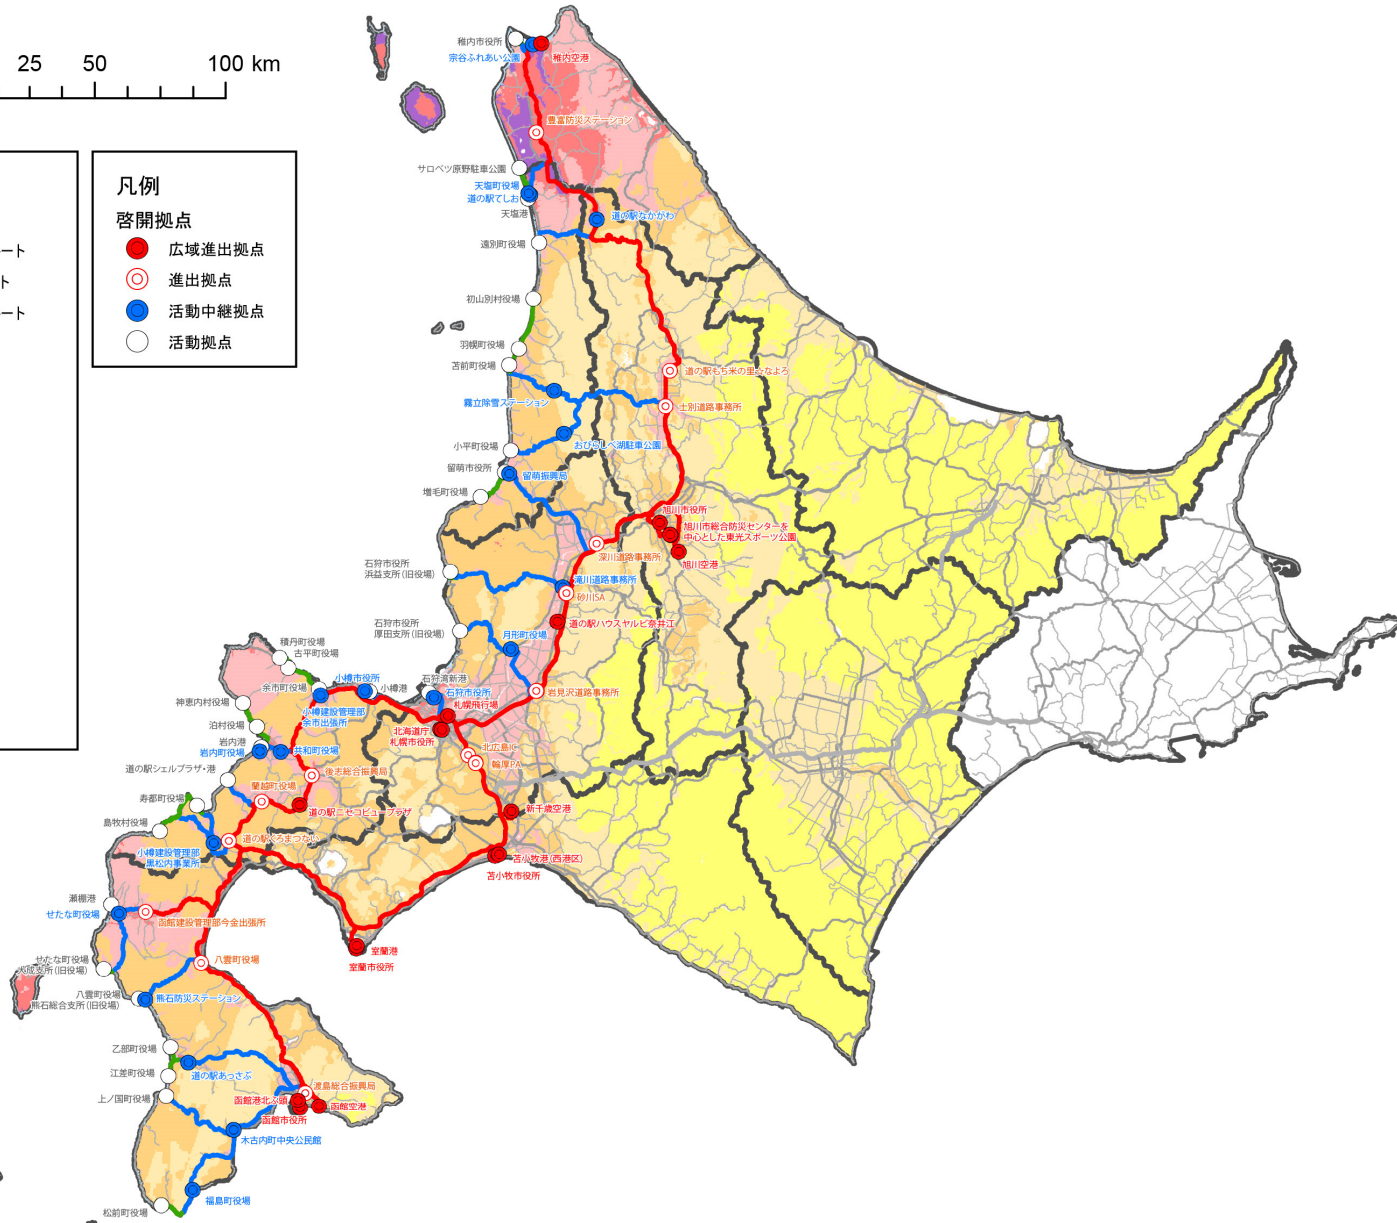 25 50 100 km
凡例
啓開拠点
広域進出拠点
進出拠点
活動中継拠点
活動拠点
ート
ト
ート
稚内市役所
宗谷ふれあい公園
稚内空港
豊富防災ステーション
サロベツ原野駐車公園
天塩町役場
道の駅てしお
天塩港
道の駅なかがわ
遠別町役場
初山別村役場
羽幌町役場
苫前町役場
道の駅もち米の里☆なよろ
霧立除雪ステーション
士別道路事務所
おびらしべ湖駐車公園
小平町役場
留萌市役所
留萌振興局
増毛町役場
旭川市役所
旭川市総合防災センターを
中心とした東光スポーツ公園
深川道路事務所
旭川空港
石狩市役所
浜益支所(旧役場)
滝川道路事務所
砂川SA
道の駅ハウスヤルビ奈井江
石狩市役所
厚田支所(旧役場)
月形町役場
積丹町役場
古平町役場
余市町役場
小樽市役所
小樽港
石狩湾新港
石狩市役所
札幌飛行場
岩見沢道路事務所
神恵内村役場
小樽建設管理部
余市出張所
北海道庁
札幌市役所
泊村役場
岩内港
岩内町役場
共和町役場
北広島IC
輪厚PA
道の駅シェルプラザ・港
後志総合振興局
蘭越町役場
寿都町役場
道の駅ニセコビュープラザ
新千歳空港
島牧村役場
道の駅くろまつない
小樽建設管理部
黒松内事業所
苫小牧港(西港区)
苫小牧市役所
瀬棚港
せたな町役場
函館建設管理部今金出張所
室蘭港
室蘭市役所
せたな町役場
大成支所(旧役場)
八雲町役場
八雲町役場
熊石総合支所(旧役場)
熊石防災ステーション
乙部町役場
江差町役場
道の駅あっさぶ
上ノ国町役場
渡島総合振興局
函館港北ふ頭
函館空港
函館市役所
木古内町中央公民館
福島町役場
松前町役場